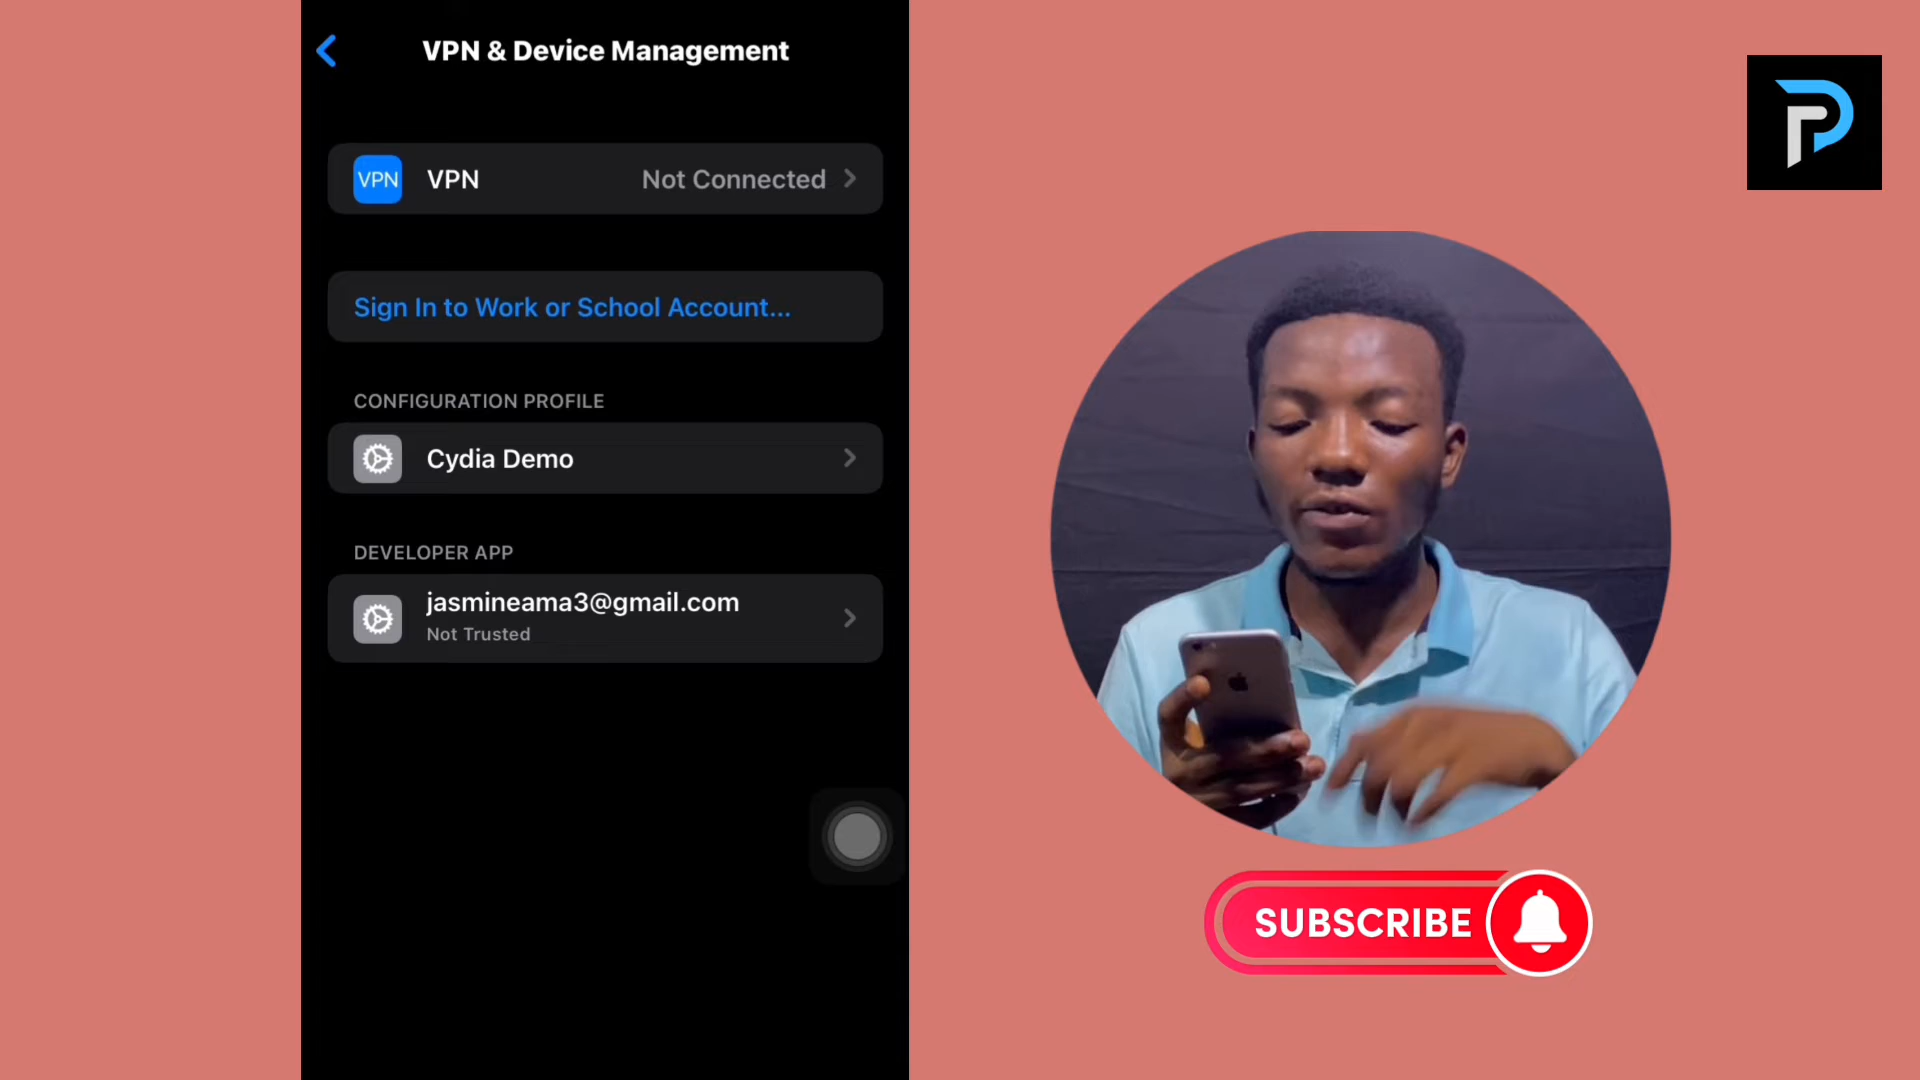 VPN & Device Management
VPN VPN Not Connected
Sign In to Work or School Account...
CONFIGURATION PROFILE
Cydia Demo
DEVELOPER APP
jasmineama3@gmail.com
Not Trusted
SUBSCRIBE